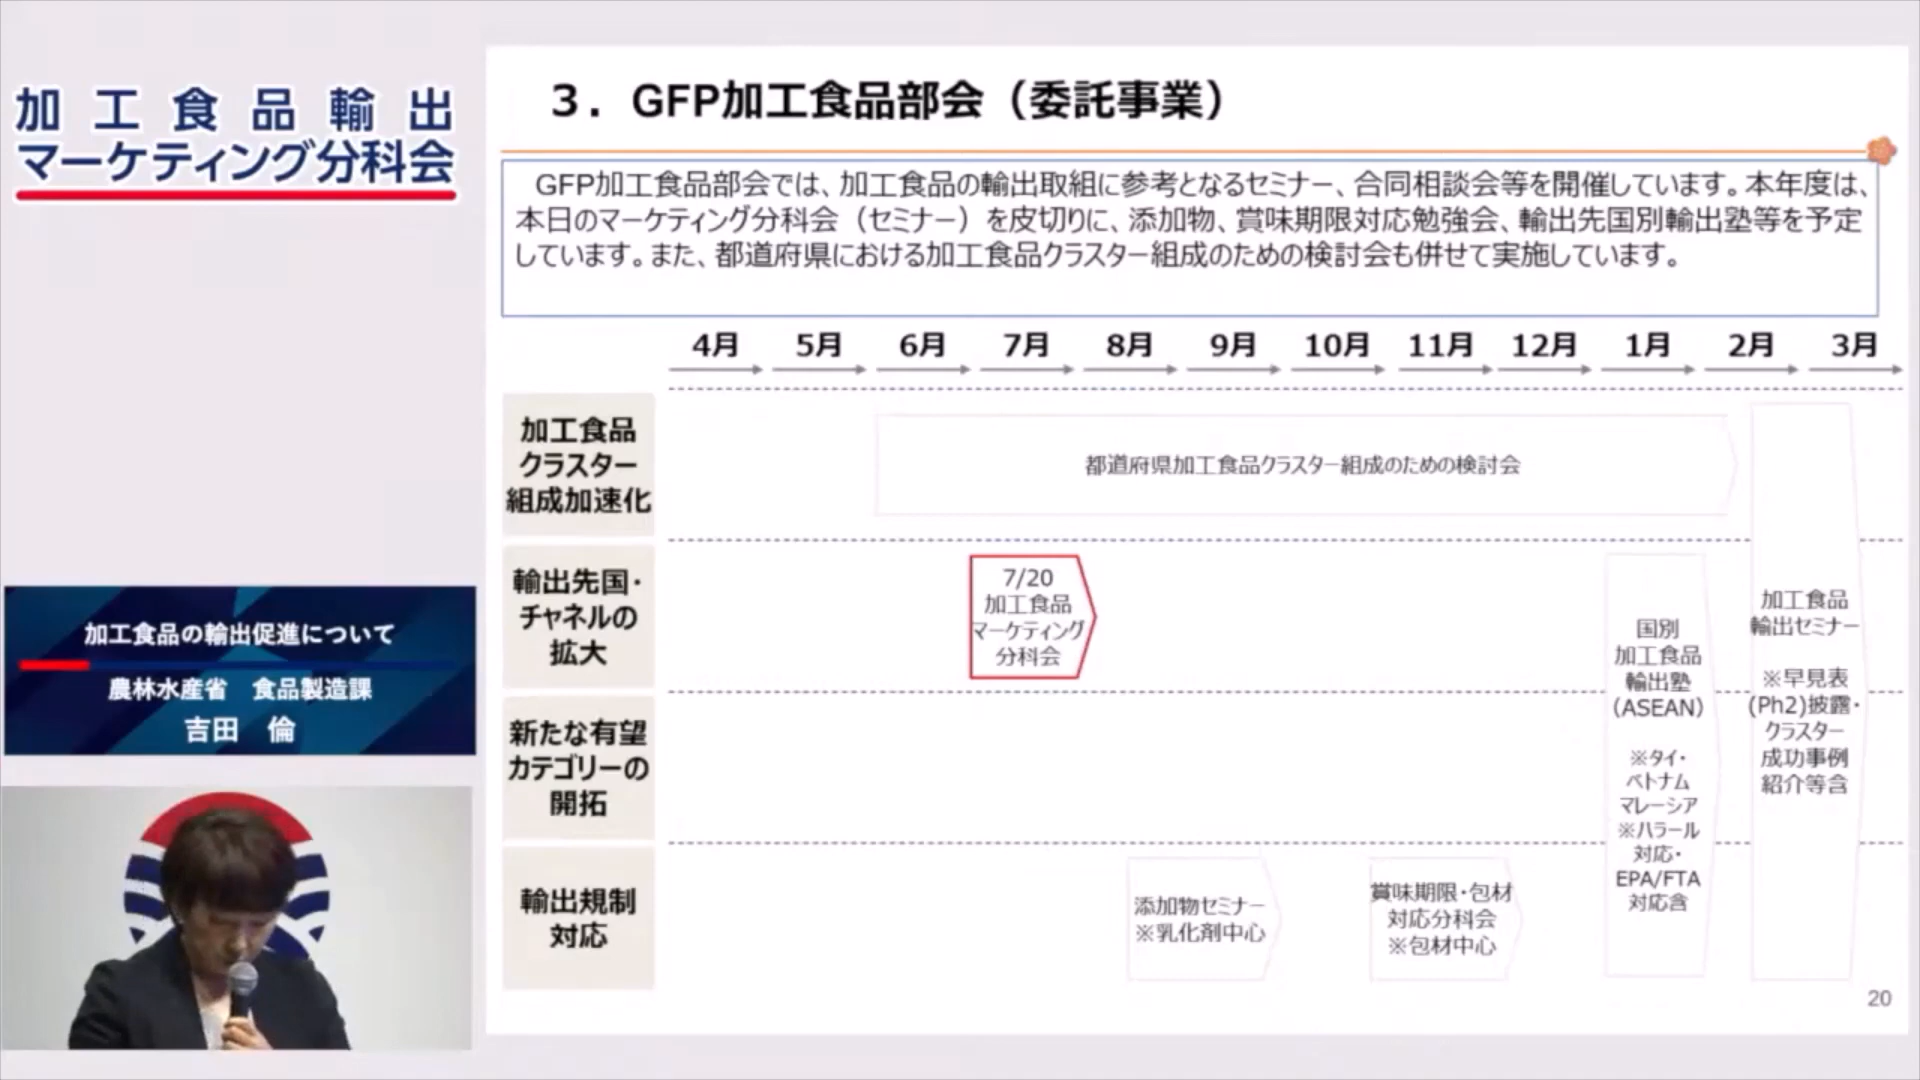 加工食品輸出
マーケティング分科会
加工食品の輸出促進について
農林水産省 食品製造課
吉田 倫
3．GFP加工食品部会（委託事業）
GFP加工食品部会では、加工食品の輸出取組に参考となるセミナー、合同相談会等を開催しています。本年度は、
本日のマーケティング分科会（セミナー）を皮切りに、添加物、賞味期限対応勉強会、輸出先国別輸出塾等を予定
しています。また、都道府県における加工食品クラスター組成のための検討会も併せて実施しています。
4月 5月 6月 7月 8月 9月 10月 11月 12月 1月 2月 3月
加工食品
クラスター
組成加速化
都道府県加工食品クラスター組成のための検討会
輸出先国・
チャネルの
拡大
7/20
加工食品
マーケティング
分科会
新たな有望
カテゴリーの
開拓
輸出規制
対応
添加物セミナー
※乳化剤中心
賞味期限・包材
対応分科会
※包材中心
国別
加工食品
輸出塾
（ASEAN）
※タイ・
ベトナム
マレーシア
※ハラール
対応・
EPA/FTA
対応含
加工食品
輸出セミナー
※早見表
(Ph2)披露・
クラスター
成功事例
紹介等含
20